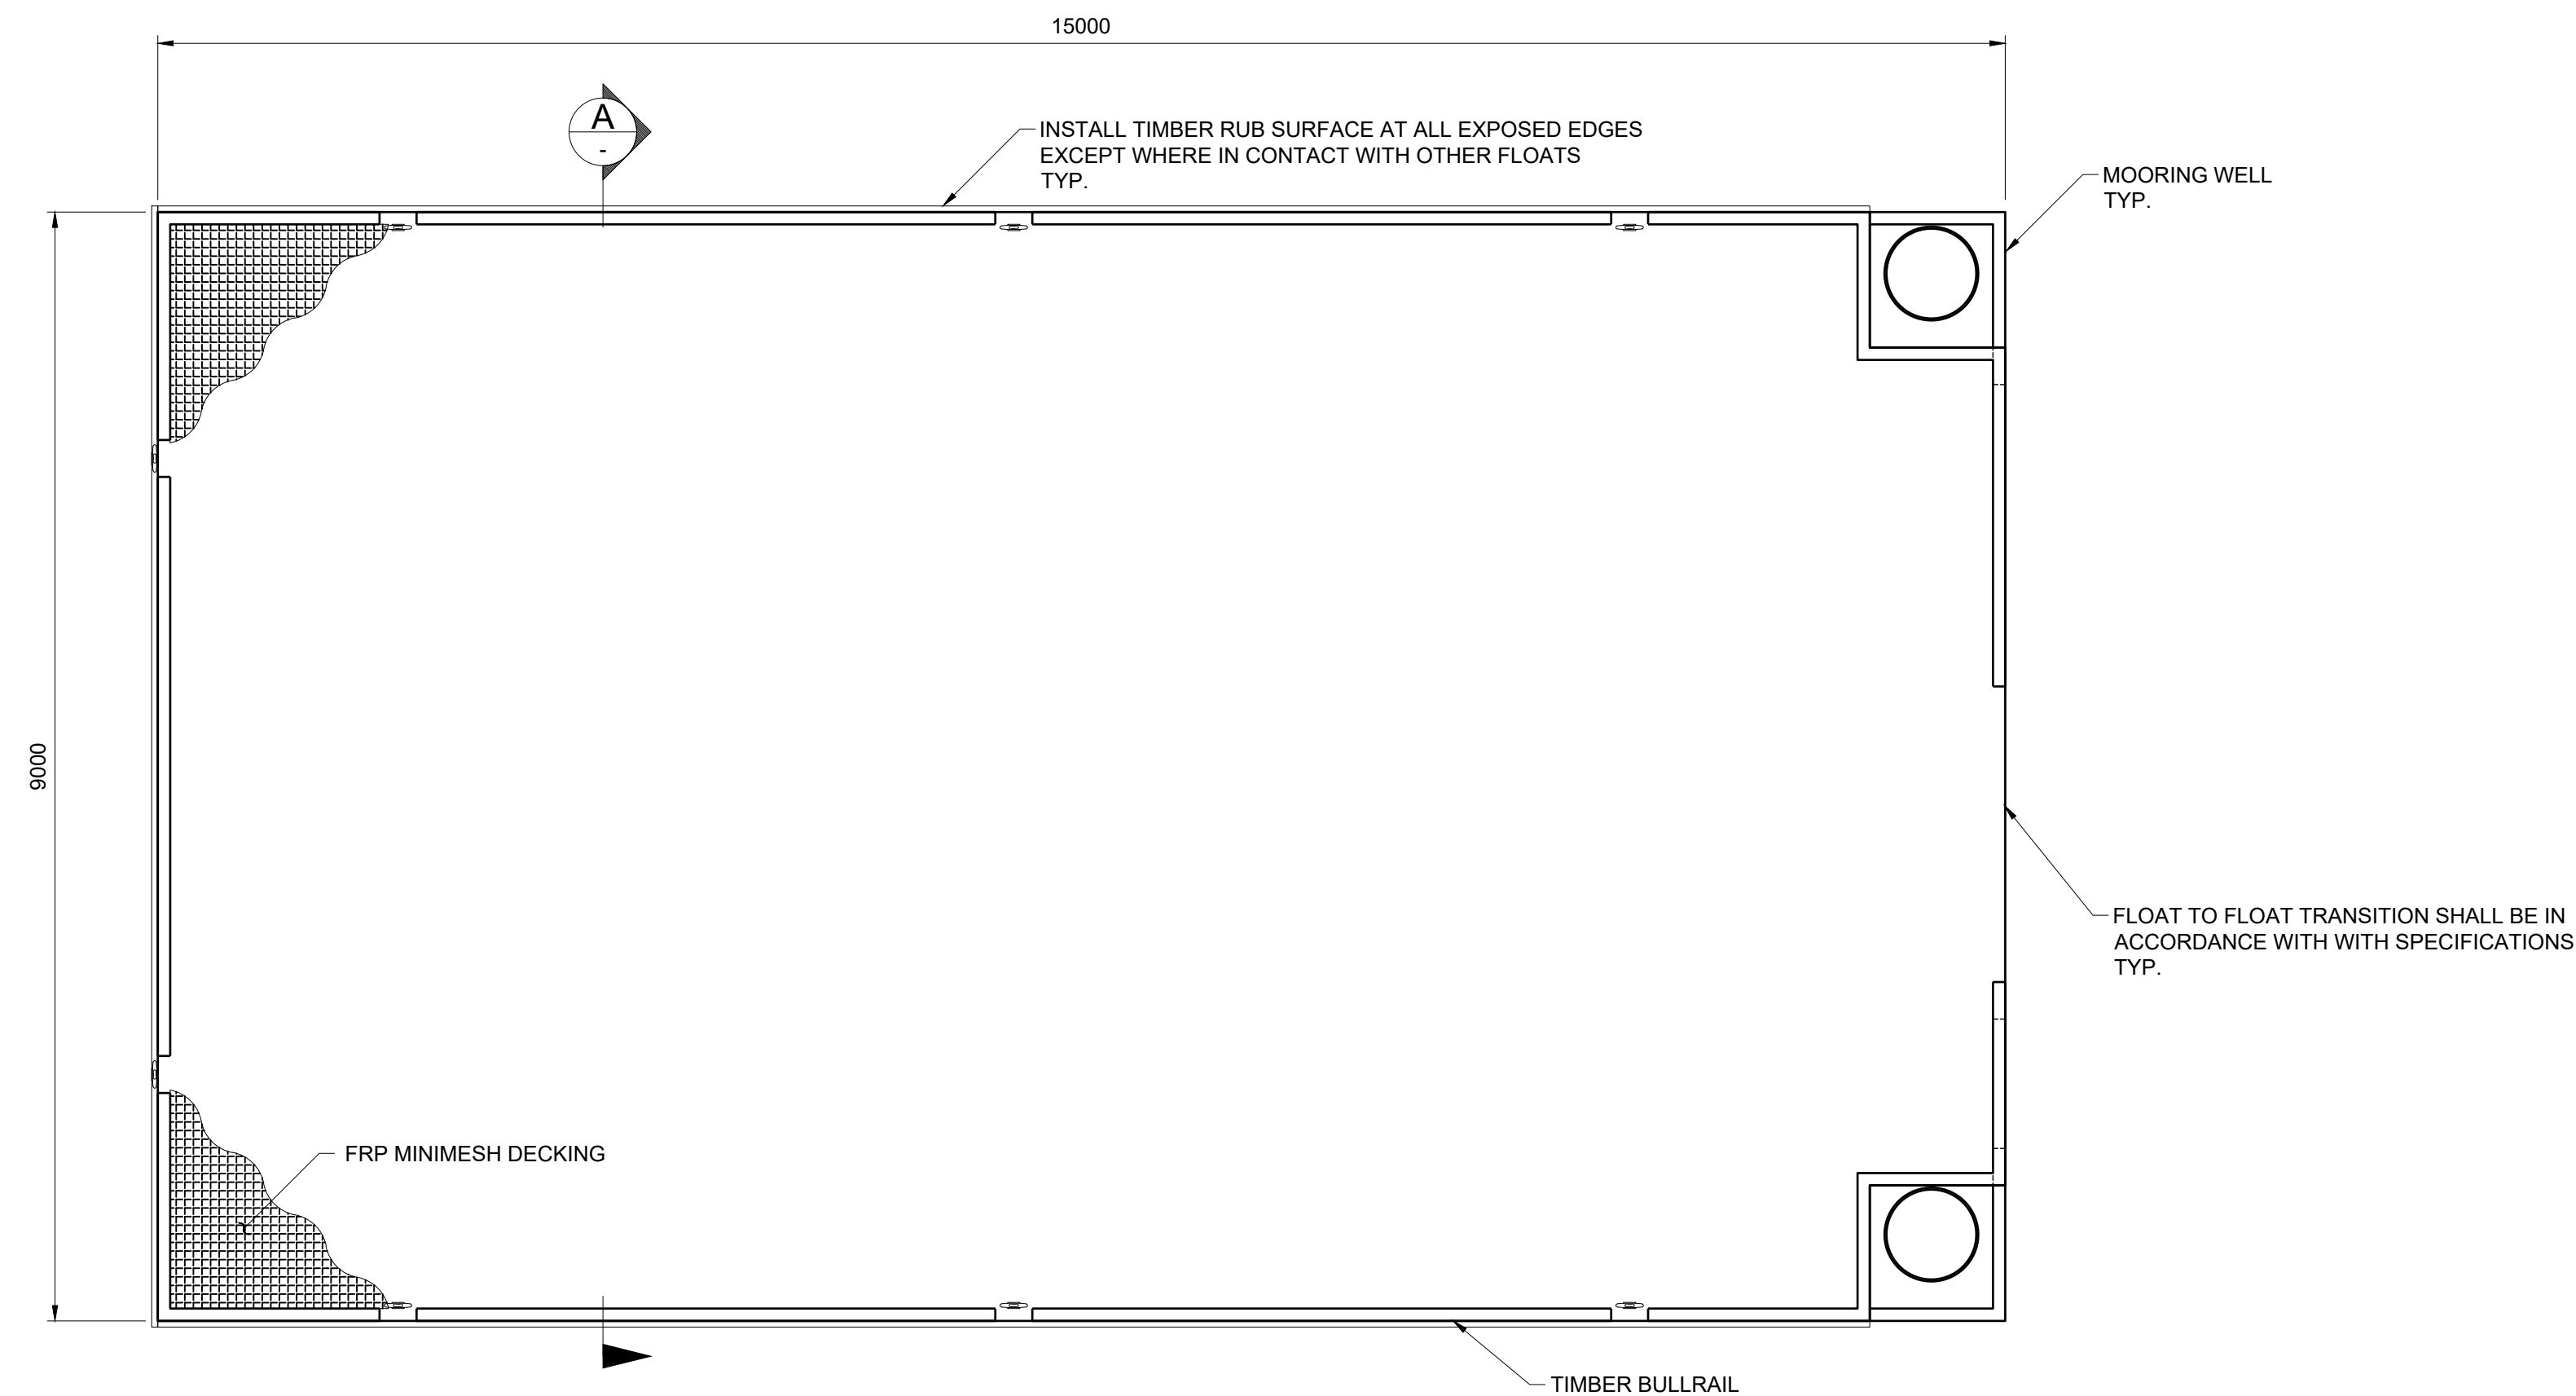 15000
A
-
INSTALL TIMBER RUB SURFACE AT ALL EXPOSED EDGES
EXCEPT WHERE IN CONTACT WITH OTHER FLOATS
TYP.
MOORING WELL
TYP.
9000
FLOAT TO FLOAT TRANSITION SHALL BE IN
ACCORDANCE WITH WITH SPECIFICATIONS
TYP.
FRP MINIMESH DECKING
TIMBER BULLRAIL